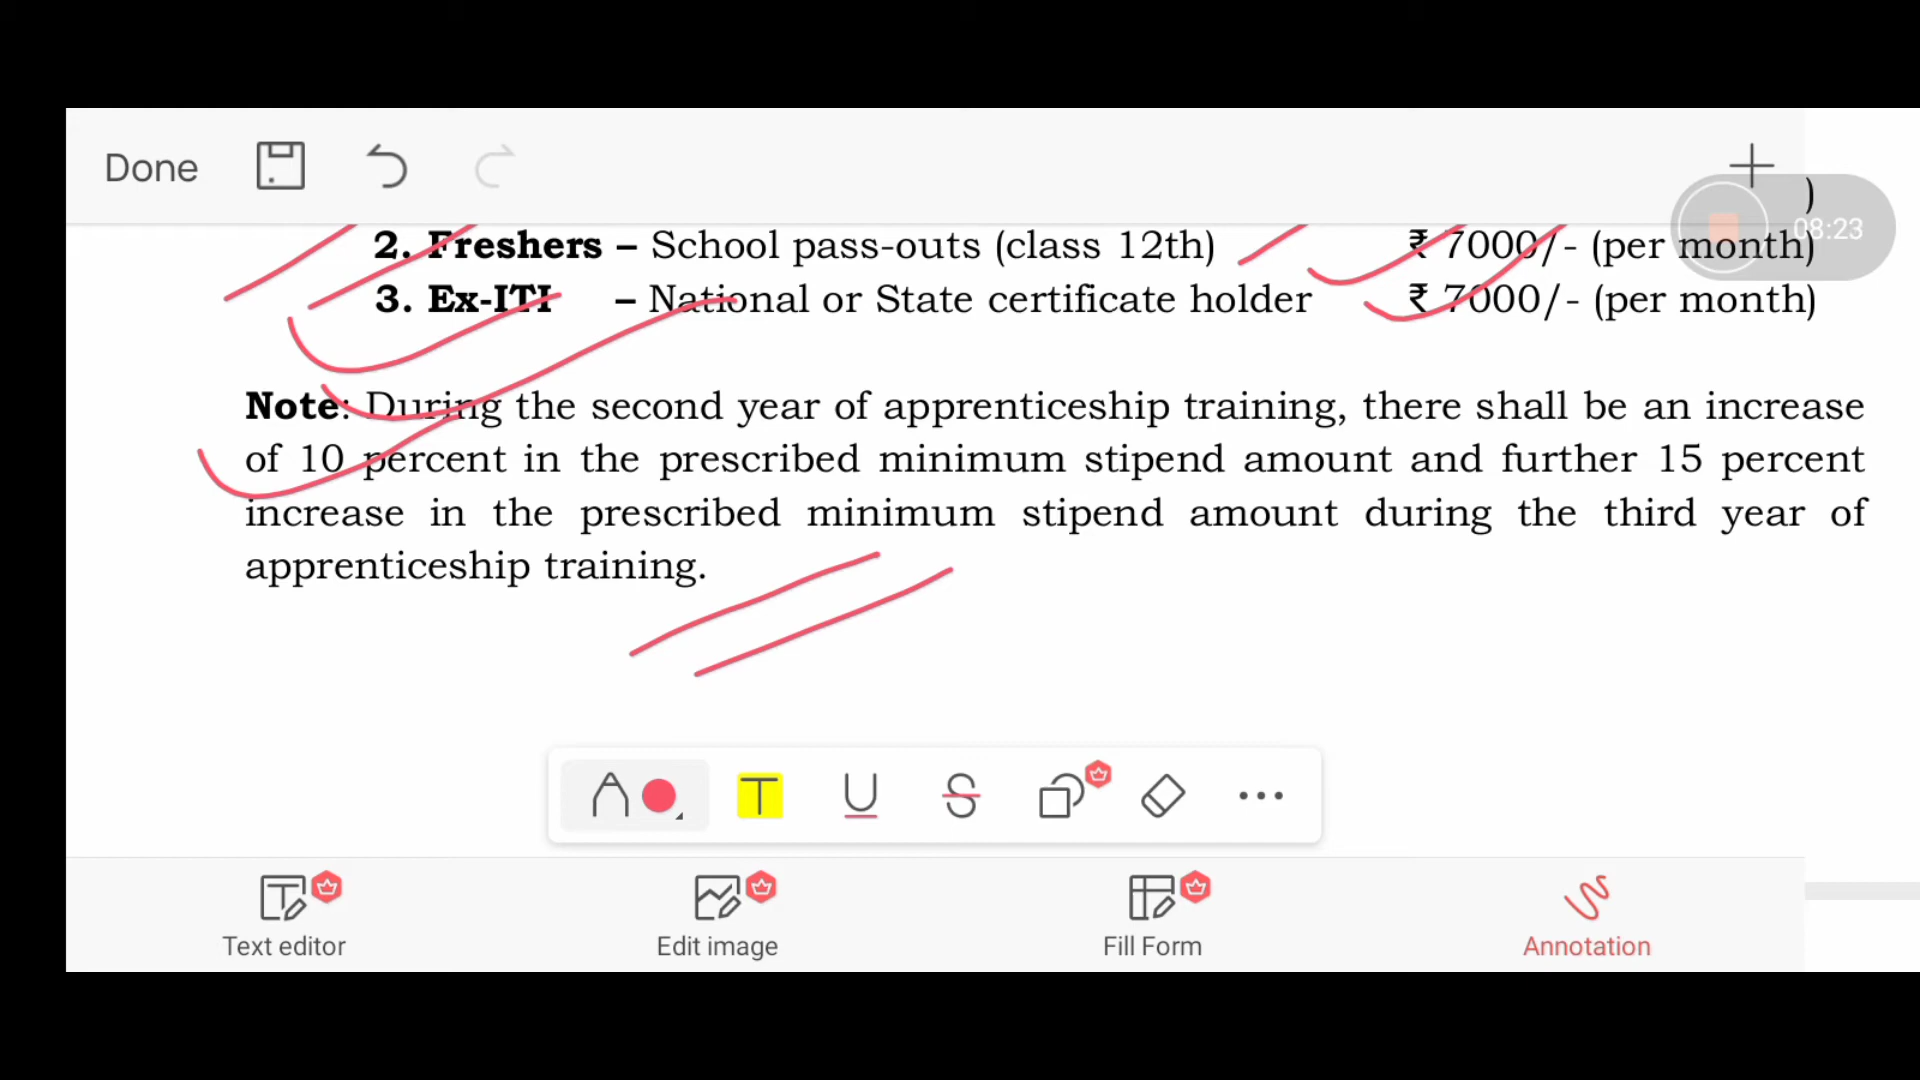 Done
)
08:23
2. Freshers – School pass-outs (class 12th) ₹ 7000/- (per month)
3. Ex-ITI – National or State certificate holder ₹ 7000/- (per month)
Note: During the second year of apprenticeship training, there shall be an increase
of 10 percent in the prescribed minimum stipend amount and further 15 percent
increase in the prescribed minimum stipend amount during the third year of
apprenticeship training.
T
U
S
Text editor
Edit image
Fill Form
Annotation